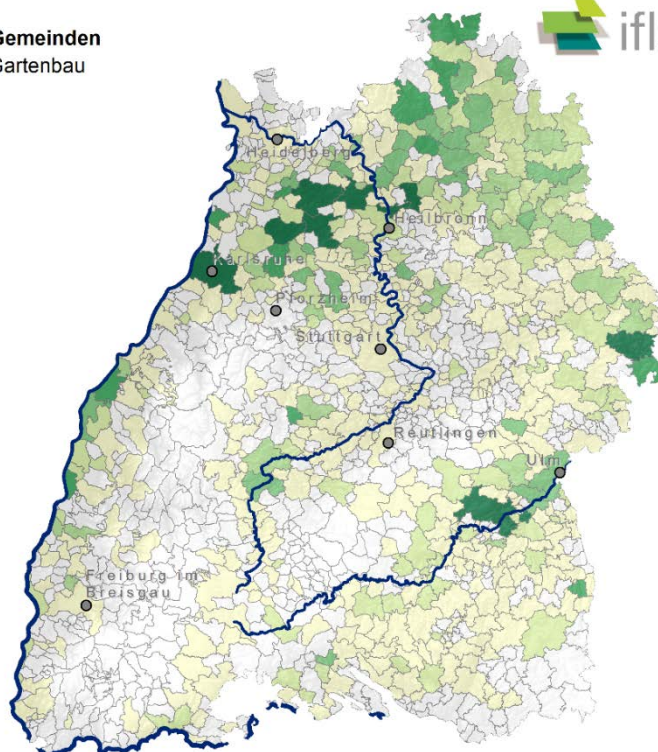 Gemeinden
Gartenbau
ifl
Heidelberg
Heilbronn
Karlsruhe
Pforzheim
Stuttgart
Reutlingen
Ulm
Freiburg im
Breisgau